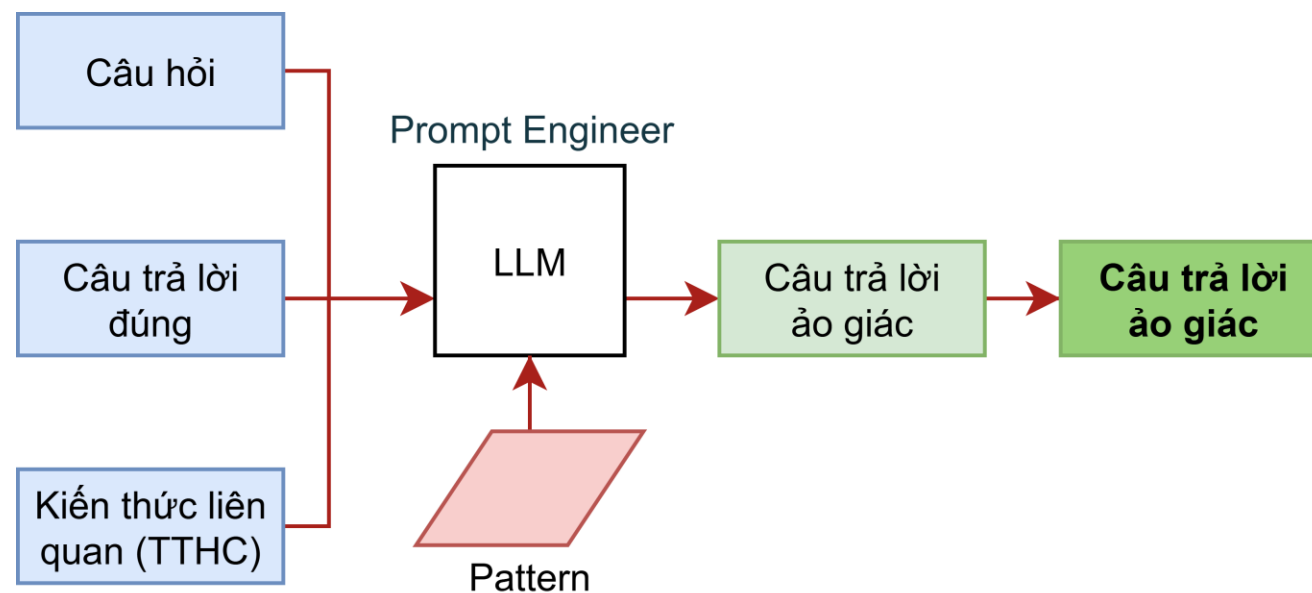 Câu hỏi
Prompt Engineer
LLM
Câu trả lời
đúng
Câu trả lời
ảo giác
Câu trả lời
ảo giác
Kiến thức liên
quan (TTHC)
Pattern